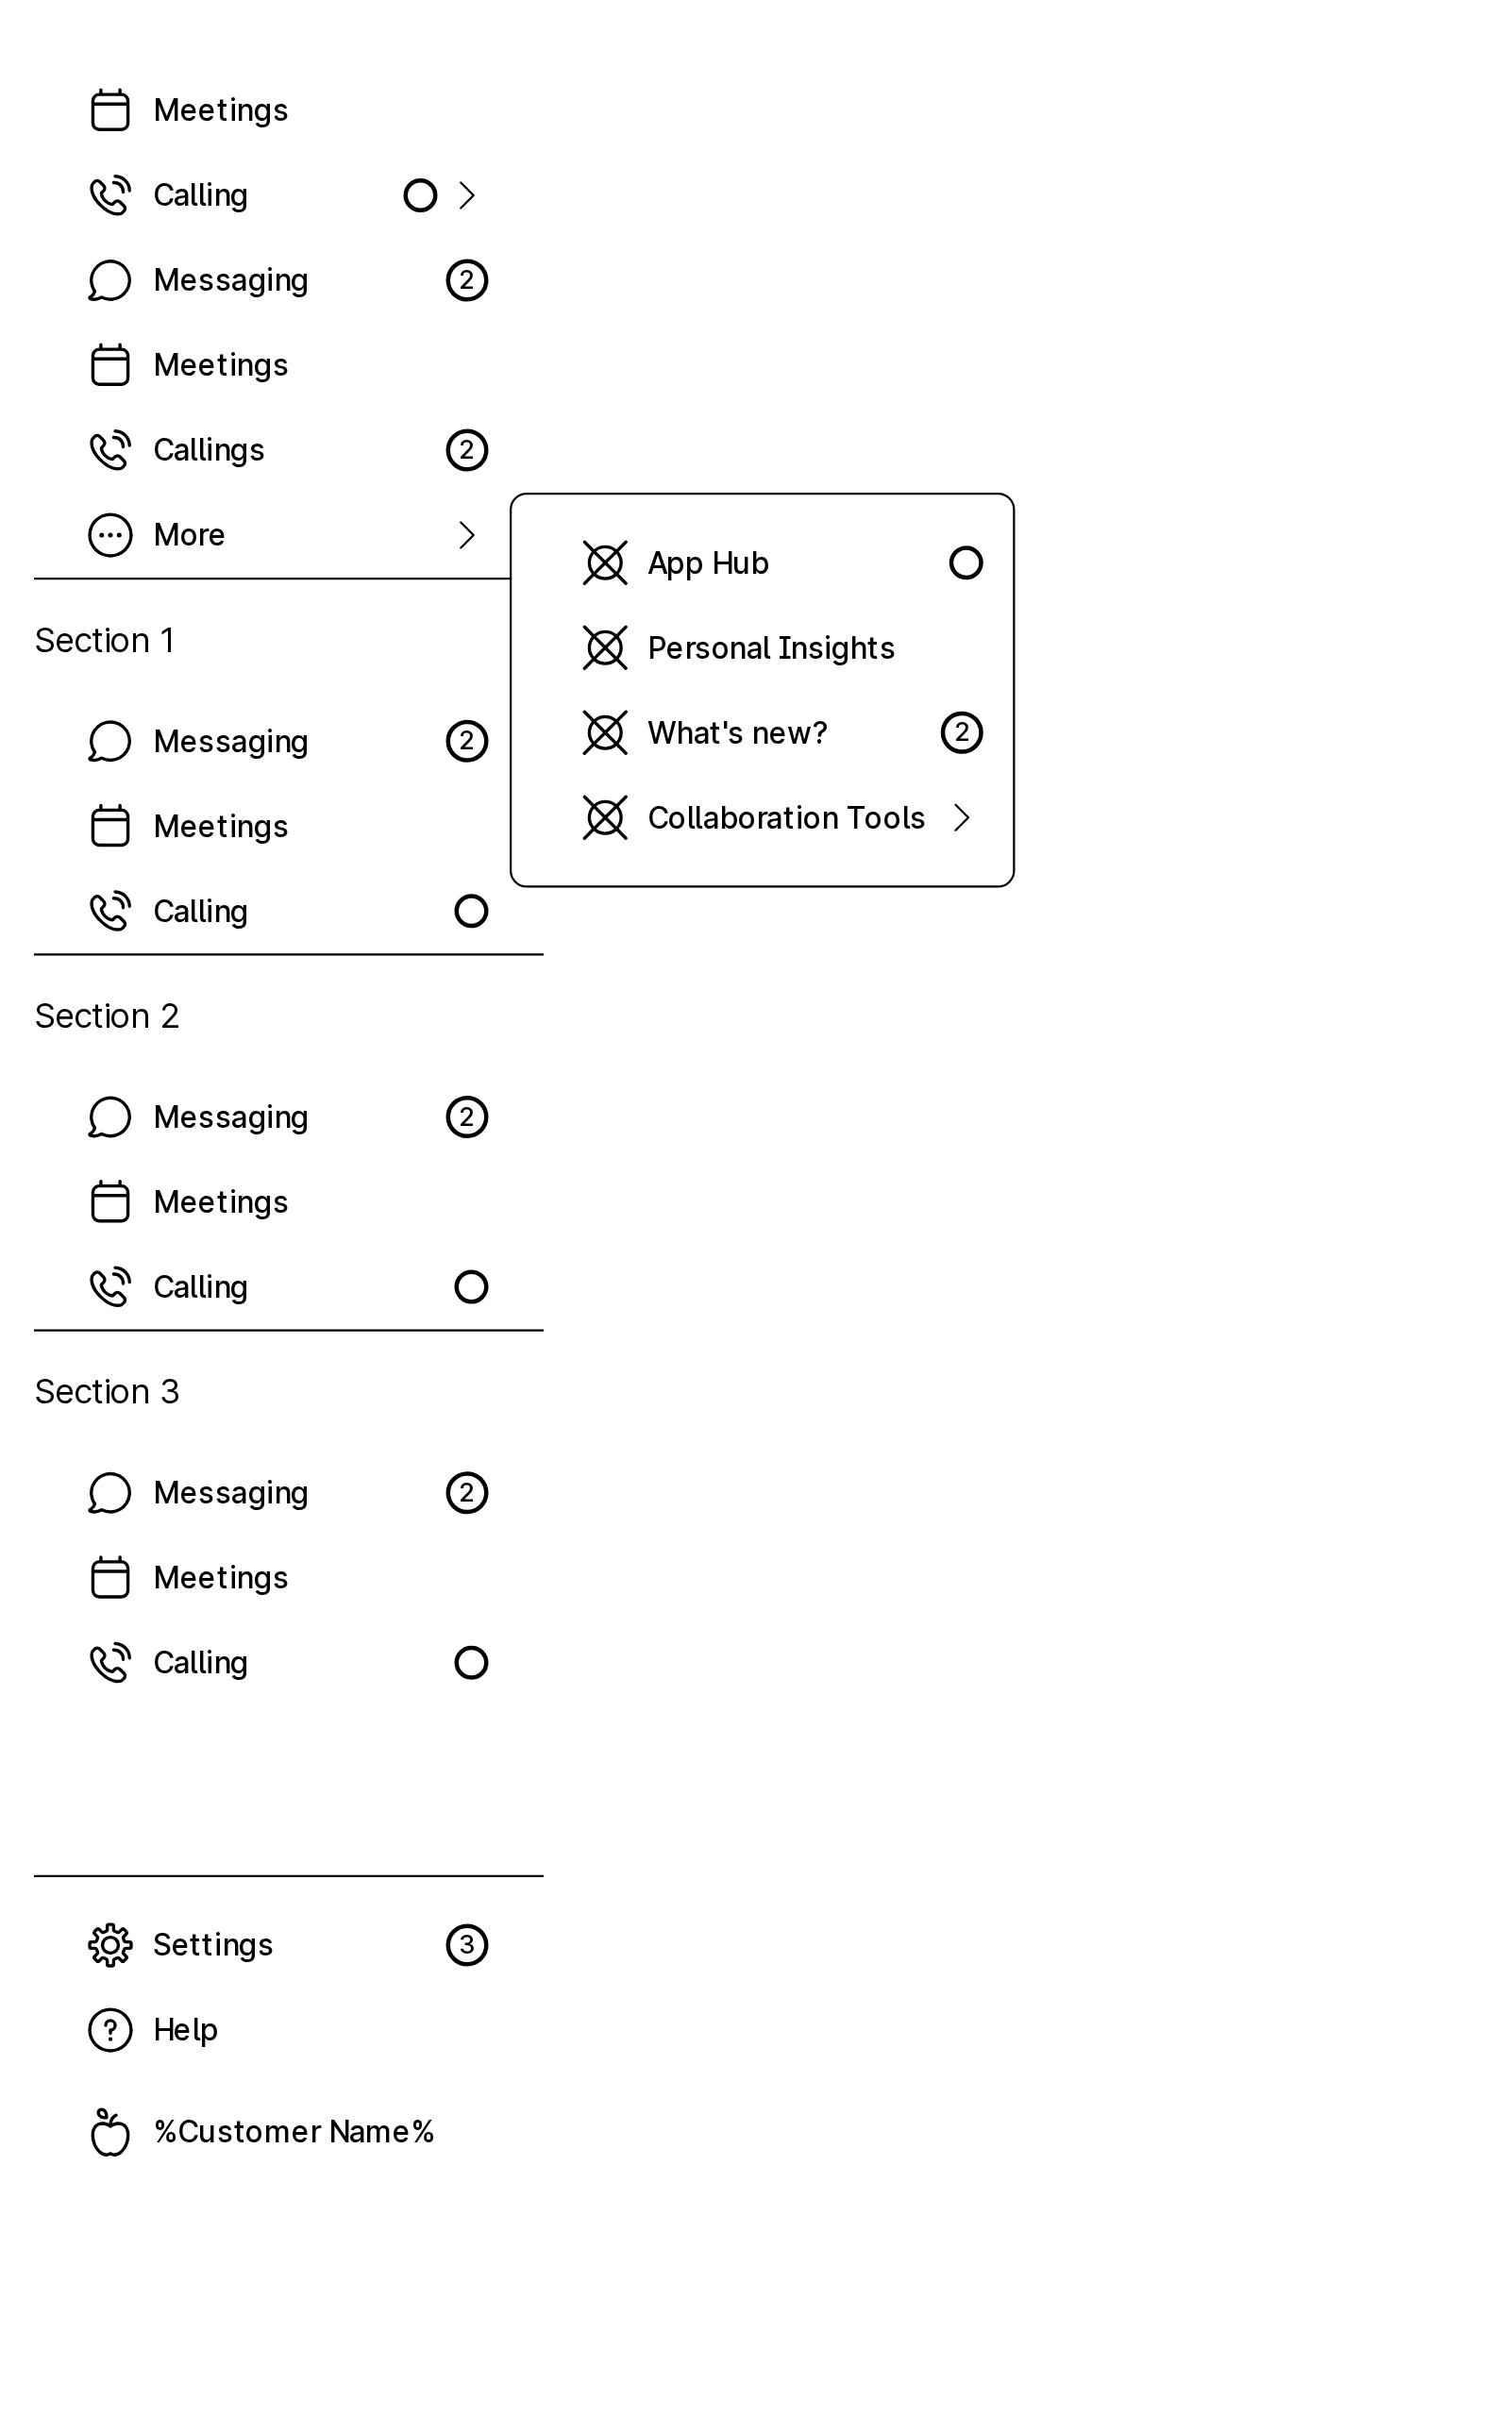 Meetings
Calling
Messaging 2
Meetings
Callings 2
More
App Hub
Personal Insights
What's new? 2
Collaboration Tools
Section 1
Messaging 2
Meetings
Calling
Section 2
Messaging 2
Meetings
Calling
Section 3
Messaging 2
Meetings
Calling
Settings 3
? Help
%Customer Name%